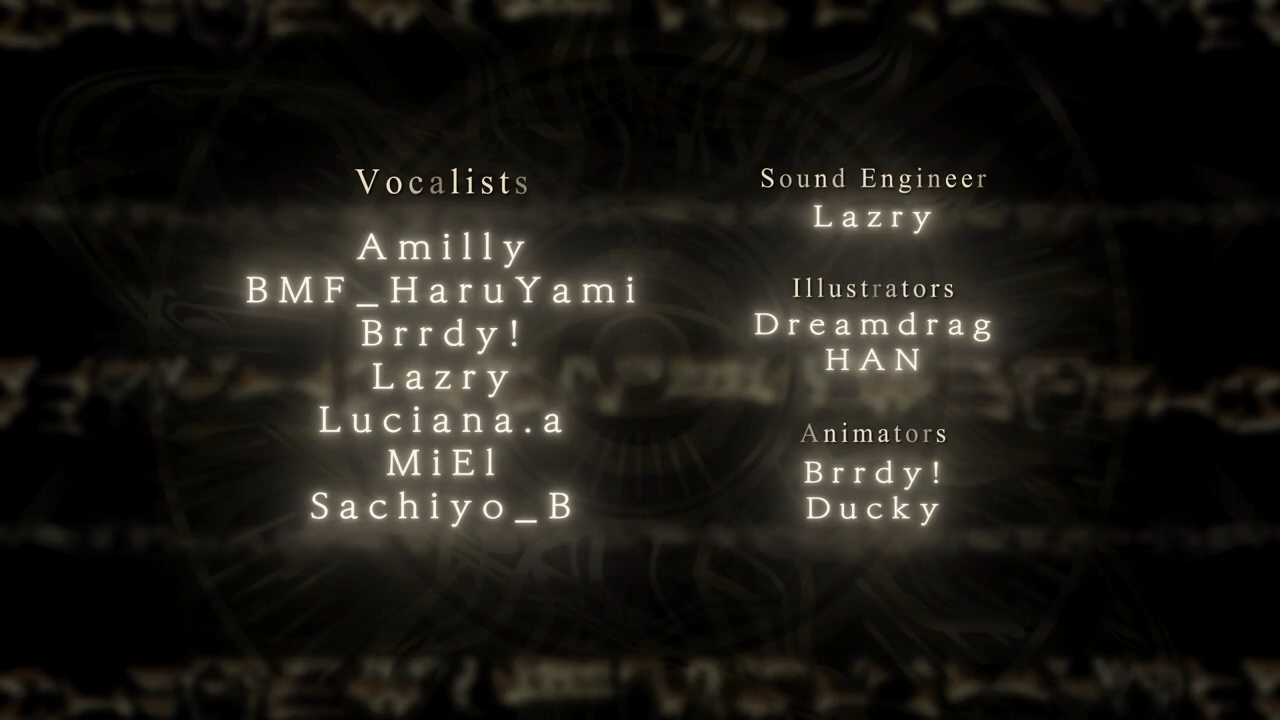 Vocalists
Amilly
BMF_HaruYami
Brrdy!
Lazry
Luciana.a
MiEl
Sachiyo_B
Sound Engineer
Lazry
Illustrators
Dreamdrag
HAN
Animators
Brrdy!
Ducky